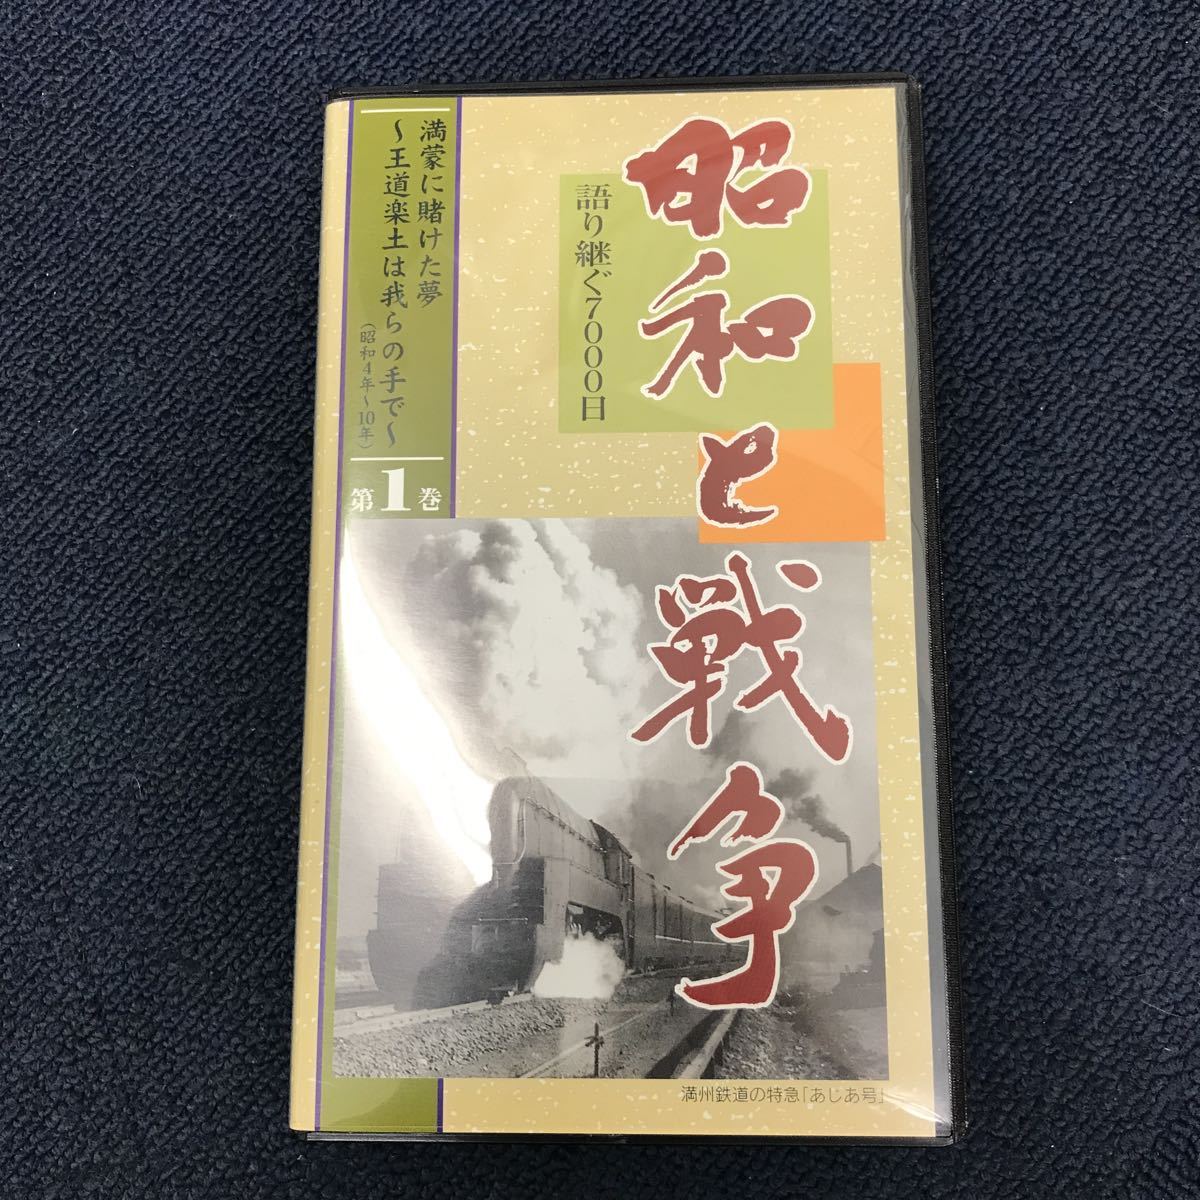 昭和と戦争
語り継ぐ7000日
満蒙に賭けた夢
〜王道楽土は我らの手で〜
(昭和4年〜10年)
第1巻
満州鉄道の特急「あじあ号」